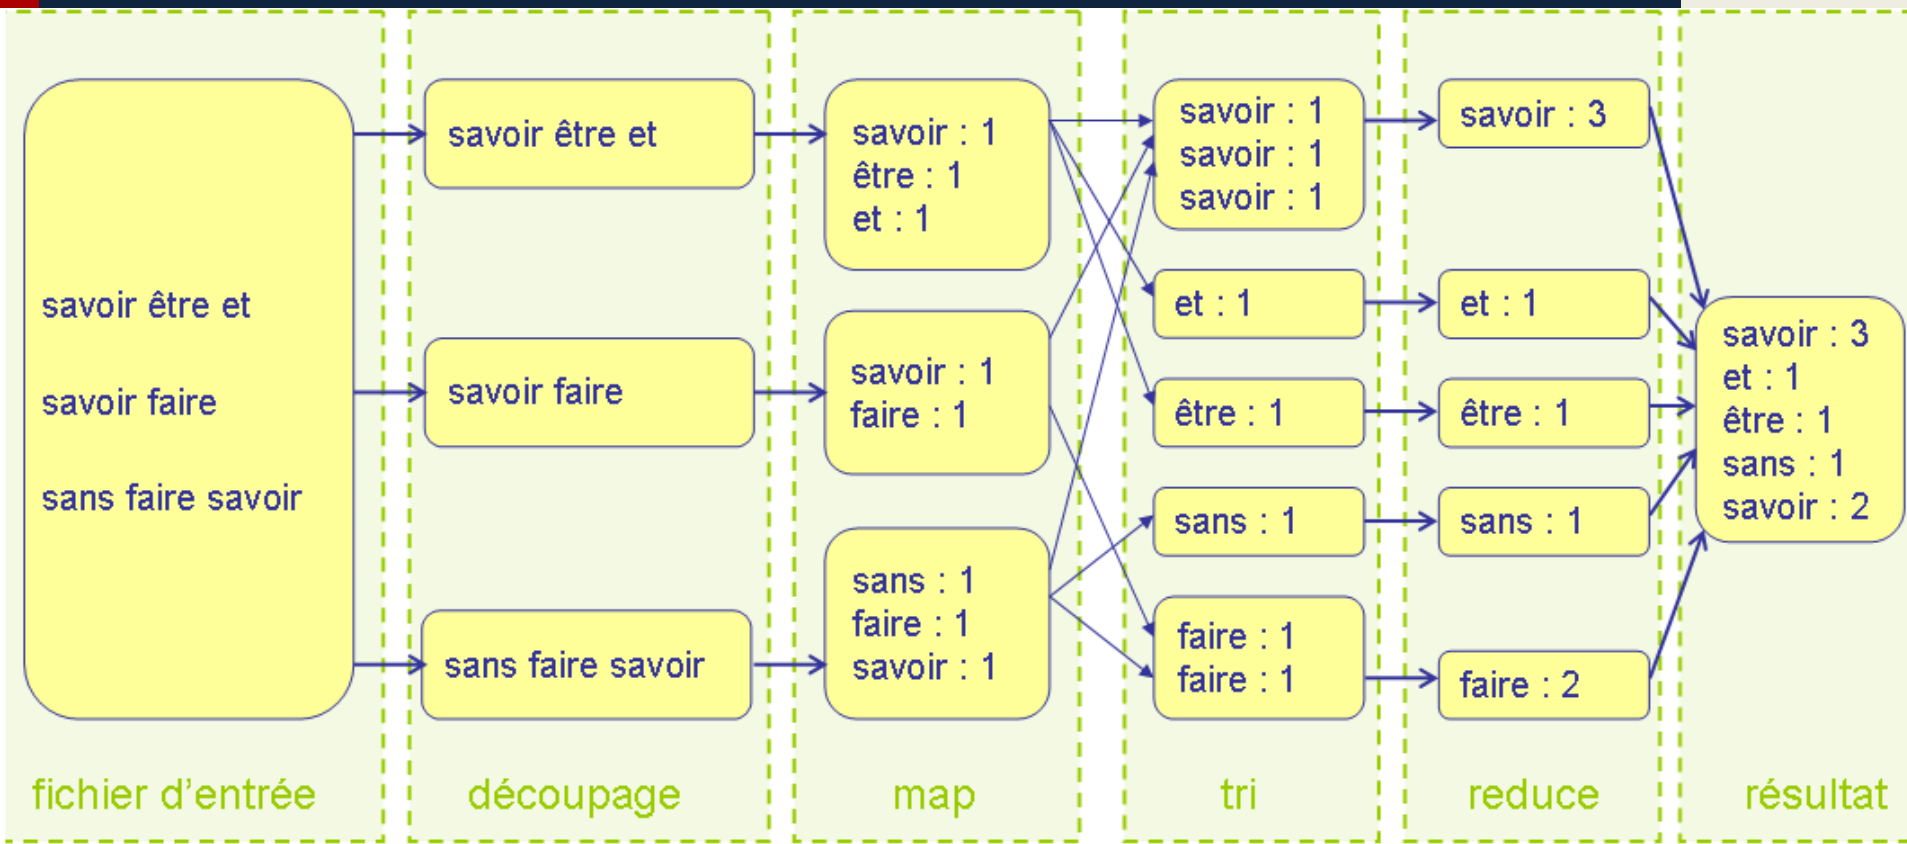 savoir être et
savoir faire
sans faire savoir
fichier d'entrée
savoir être et
savoir faire
sans faire savoir
découpage
savoir : 1
être : 1
et : 1
savoir : 1
faire : 1
sans : 1
faire : 1
savoir : 1
map
savoir : 1
savoir : 1
savoir : 1
et : 1
être : 1
sans : 1
faire : 1
faire : 1
tri
savoir : 3
et : 1
être : 1
sans : 1
faire : 2
reduce
savoir : 3
et : 1
être : 1
sans : 1
savoir : 2
résultat